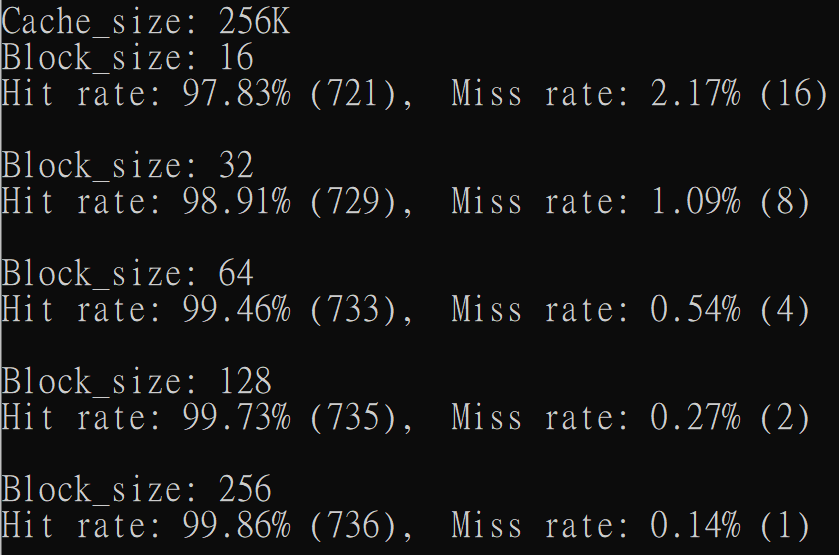 Cache_size: 256K
Block_size: 16
Hit rate: 97.83% (721),  Miss rate: 2.17% (16)
Block_size: 32
Hit rate: 98.91% (729),  Miss rate: 1.09% (8)
Block_size: 64
Hit rate: 99.46% (733),  Miss rate: 0.54% (4)
Block_size: 128
Hit rate: 99.73% (735),  Miss rate: 0.27% (2)
Block_size: 256
Hit rate: 99.86% (736),  Miss rate: 0.14% (1)